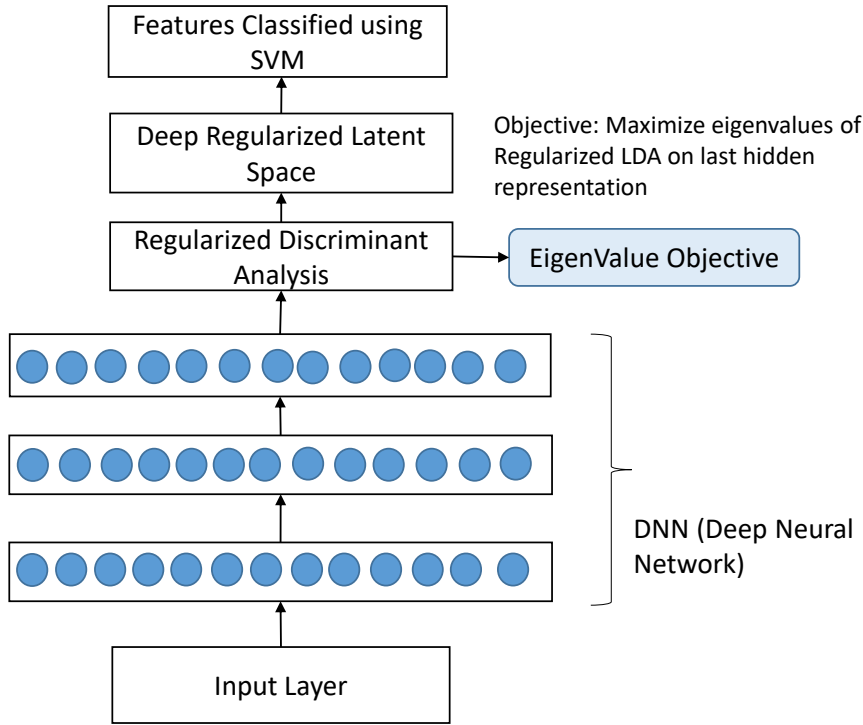 Features Classified using
SVM
Deep Regularized Latent
Space
Objective: Maximize eigenvalues of
Regularized LDA on last hidden
representation
Regularized Discriminant
Analysis
EigenValue Objective
DNN (Deep Neural
Network)
Input Layer